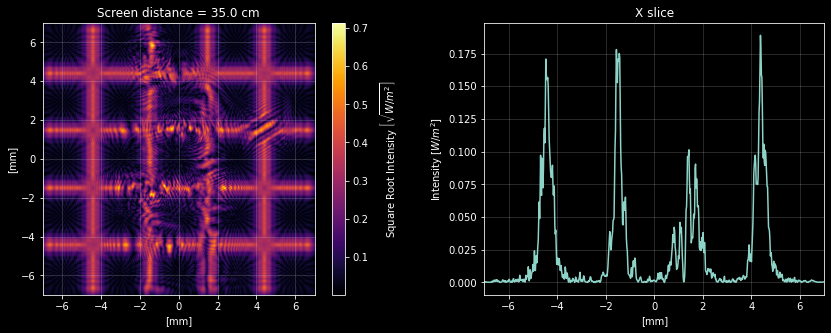 Screen distance = 35.0 cm
6
4
2
0
−2
−4
−6
[mm]
−6 −4 −2 0 2 4 6
[mm]
0.7
0.6
0.5
0.4
0.3
0.2
0.1
Square Root Intensity [√W/m²]
X slice
0.175
0.150
0.125
0.100
0.075
0.050
0.025
0.000
Intensity [W/m²]
−6 −4 −2 0 2 4 6
[mm]